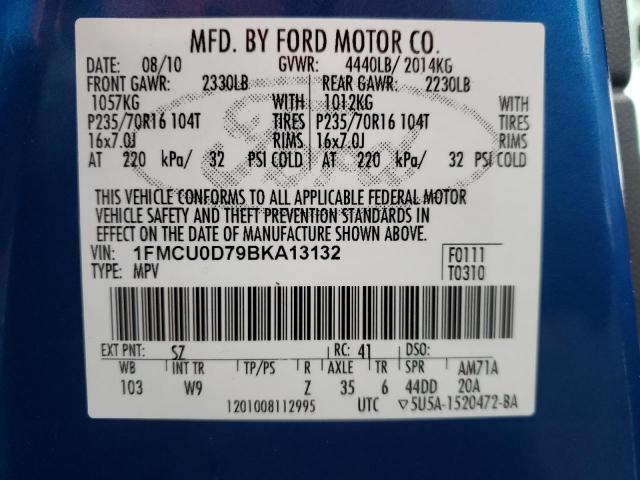 MFD. BY FORD MOTOR CO.
DATE: 08/10 GVWR: 4440LB/ 2014KG
FRONT GAWR: 2330LB REAR GAWR: 2230LB
1057KG WITH 1012KG WITH
P235/70R16 104T TIRES P235/70R16 104T TIRES
16x7.0J RIMS 16x7.0J RIMS
AT 220 kPa/ 32 PSI COLD AT 220 kPa/ 32 PSI COLD
THIS VEHICLE CONFORMS TO ALL APPLICABLE FEDERAL MOTOR
VEHICLE SAFETY AND THEFT PREVENTION STANDARDS IN
EFFECT ON THE DATE OF MANUFACTURE SHOWN ABOVE.
VIN: 1FMCU0D79BKA13132 F0111
TYPE: MPV T0310
EXT PNT: SZ RC: 41 DSO:
WB INT TR TP/PS R AXLE TR SPR AM71A
103 W9 Z 35 6 44DD 20A
1201008112995 UTC ▽5U5A-1520472-BA
Ford